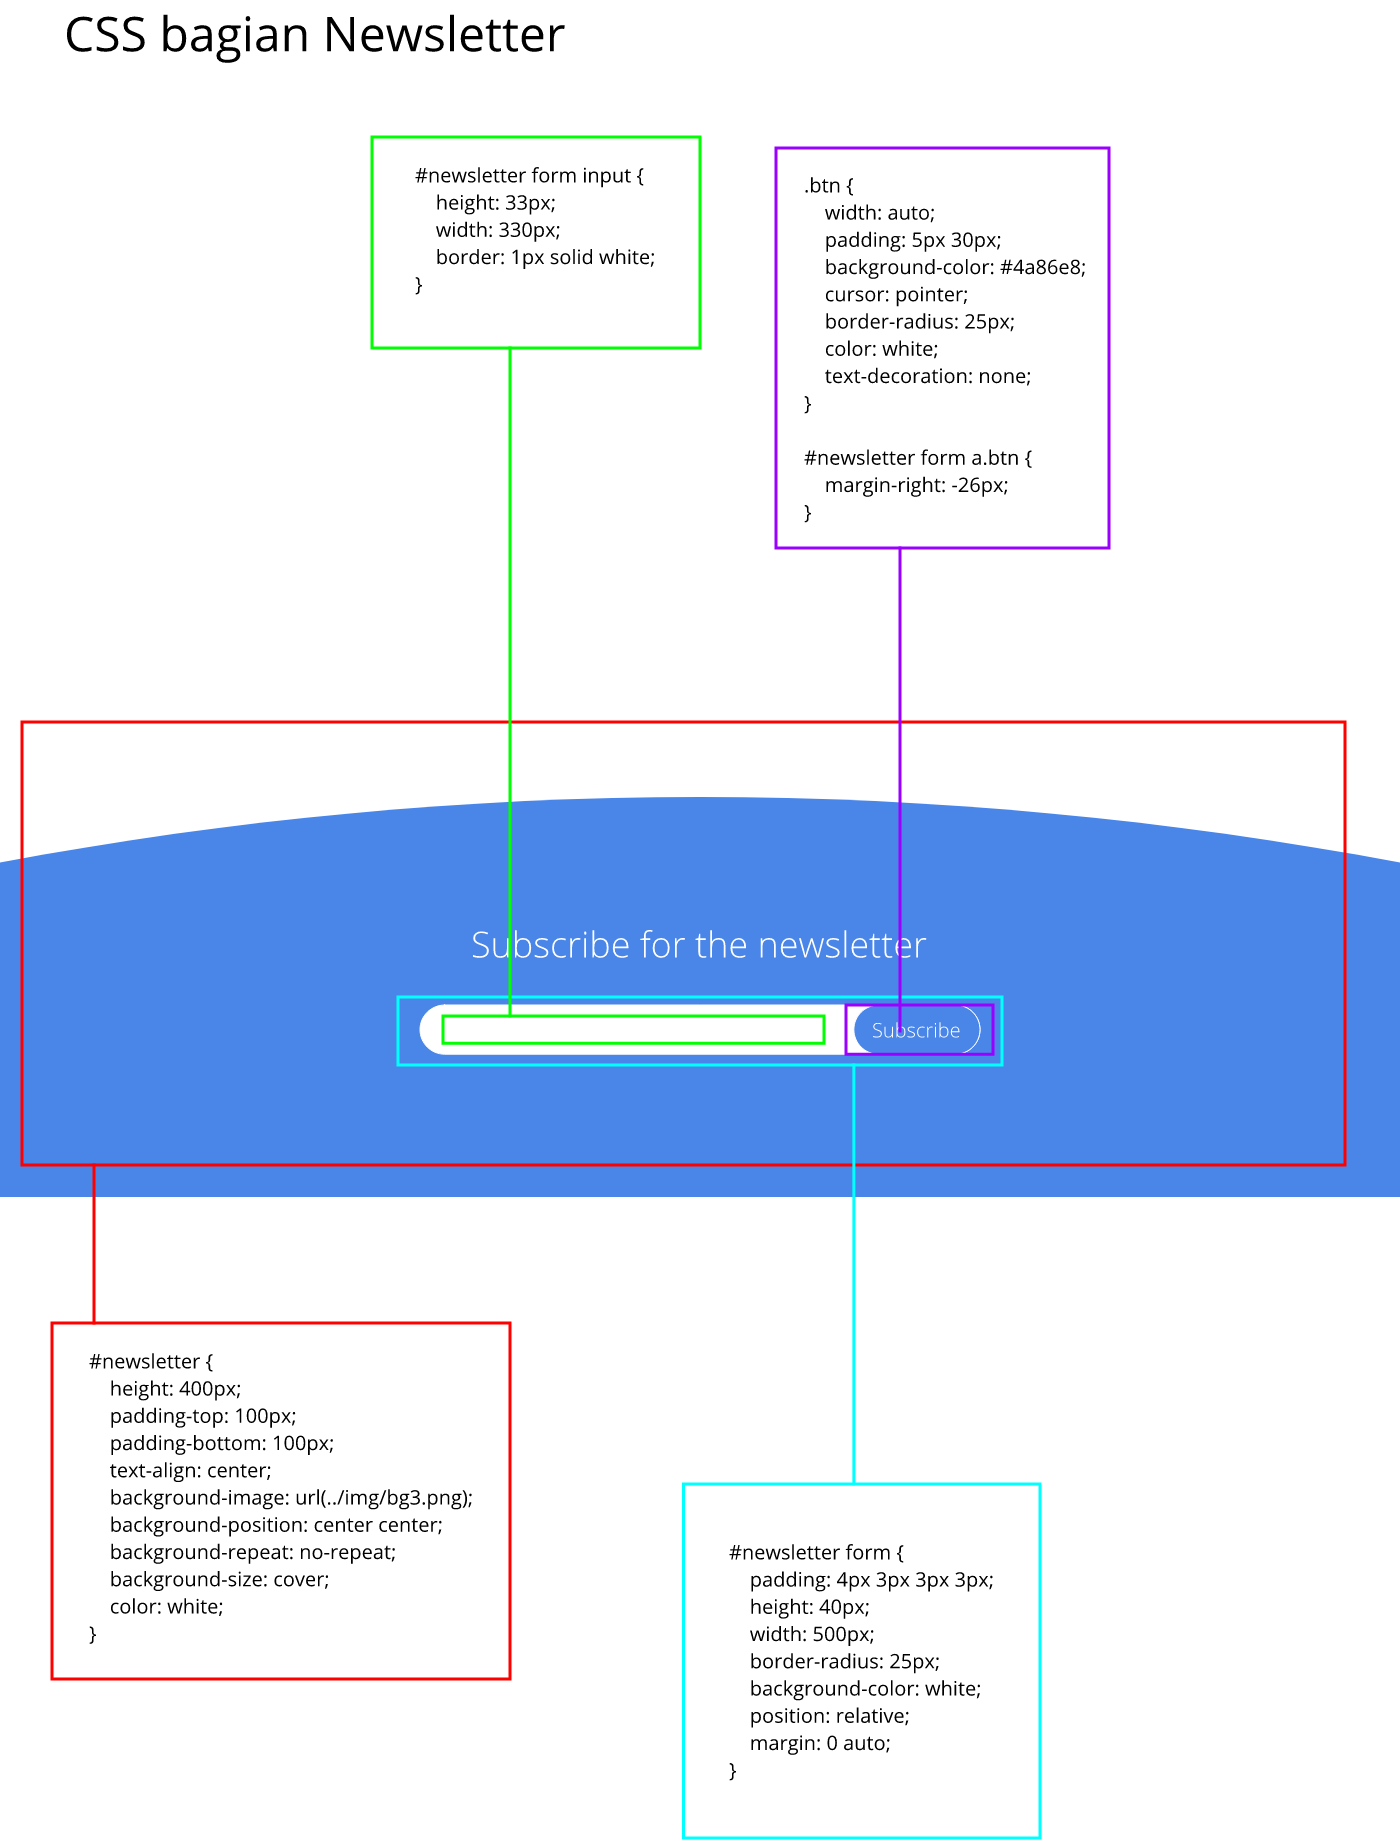 CSS bagian Newsletter
#newsletter form input {
height: 33px;
width: 330px;
border: 1px solid white;
}
.btn {
width: auto;
padding: 5px 30px;
background-color: #4a86e8;
cursor: pointer;
border-radius: 25px;
color: white;
text-decoration: none;
}
#newsletter form a.btn {
margin-right: -26px;
}
Subscribe for the newsletter
Subscribe
#newsletter {
height: 400px;
padding-top: 100px;
padding-bottom: 100px;
text-align: center;
background-image: url(../img/bg3.png);
background-position: center center;
background-repeat: no-repeat;
background-size: cover;
color: white;
}
#newsletter form {
padding: 4px 3px 3px 3px;
height: 40px;
width: 500px;
border-radius: 25px;
background-color: white;
position: relative;
margin: 0 auto;
}